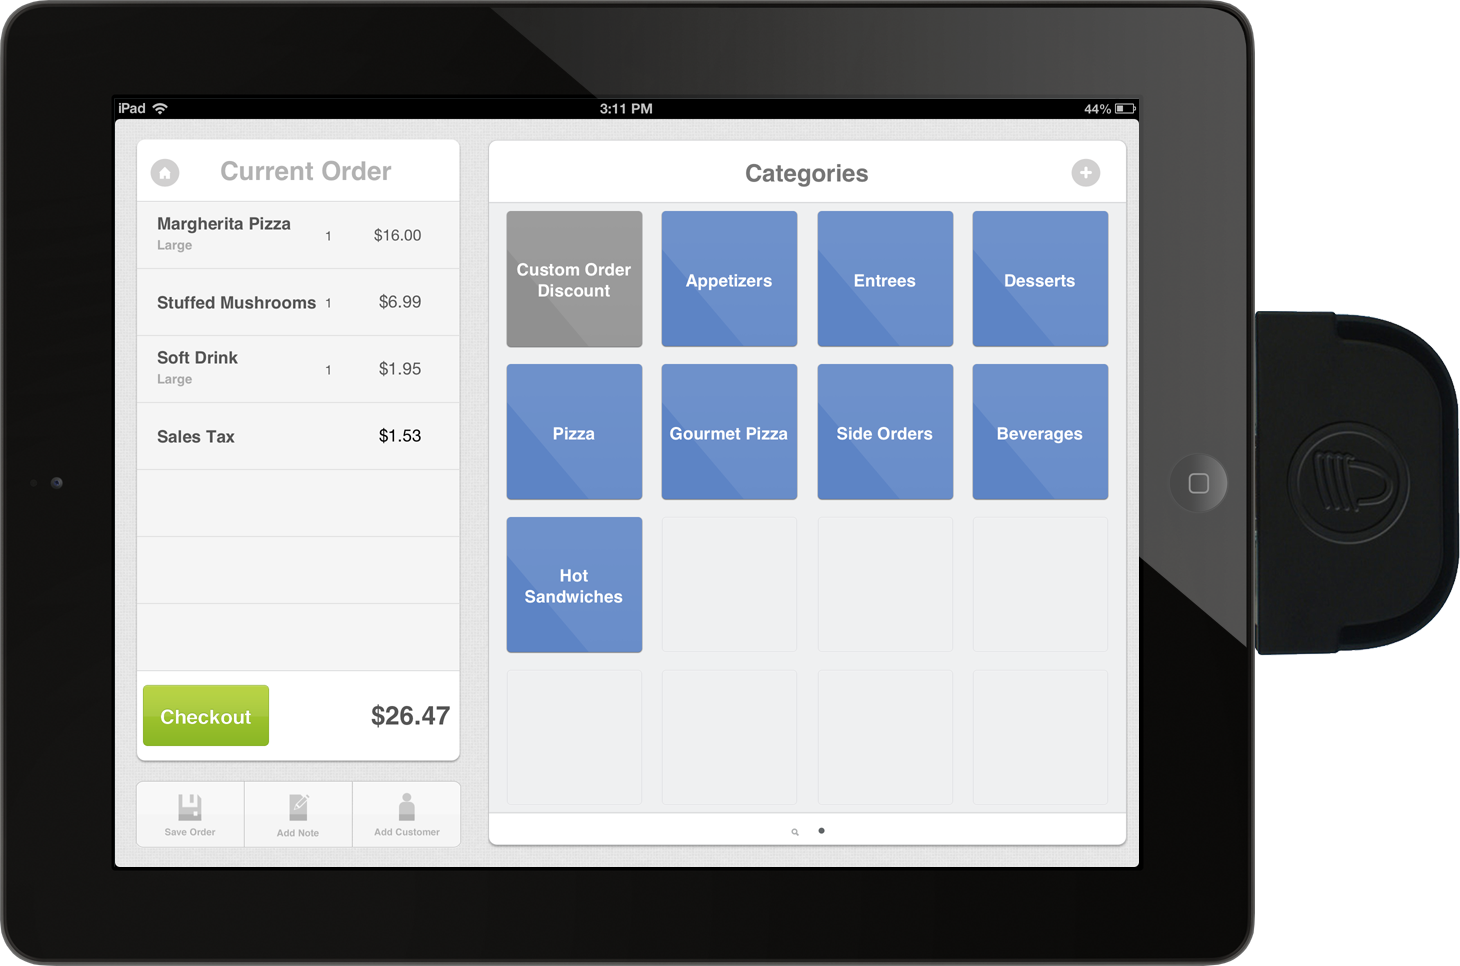 iPad 3:11 PM 44%
Current Order
Margherita Pizza
Large
1 $16.00
Stuffed Mushrooms 1 $6.99
Soft Drink
Large
1 $1.95
Sales Tax $1.53
Checkout $26.47
Save Order Add Note Add Customer
Categories
Custom Order
Discount
Appetizers
Entrees
Desserts
Pizza
Gourmet Pizza
Side Orders
Beverages
Hot
Sandwiches